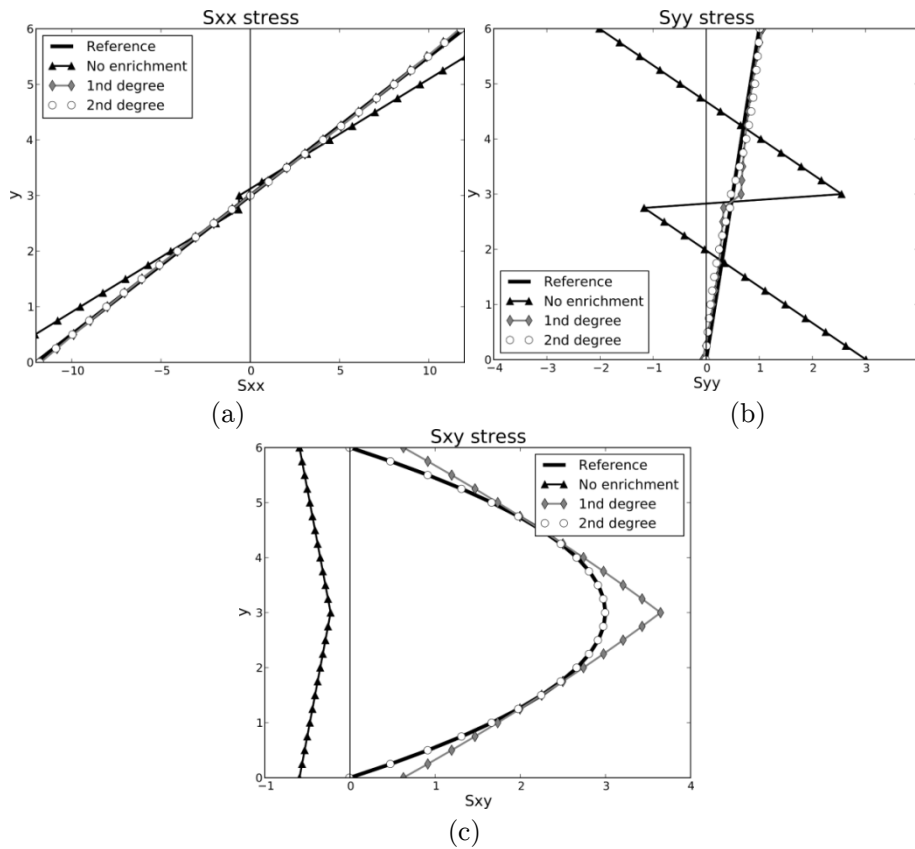 Sxx stress
Reference
No enrichment
1nd degree
2nd degree
6
5
4
3
2
1
0
y
−10 −5 0 5 10
Sxx
(a)
Syy stress
6
5
4
3
2
1
0
y
Reference
No enrichment
1nd degree
2nd degree
−4 −3 −2 −1 0 1 2 3 4
Syy
(b)
Sxy stress
Reference
No enrichment
1nd degree
2nd degree
6
5
4
3
2
1
0
y
−1 0 1 2 3 4
Sxy
(c)